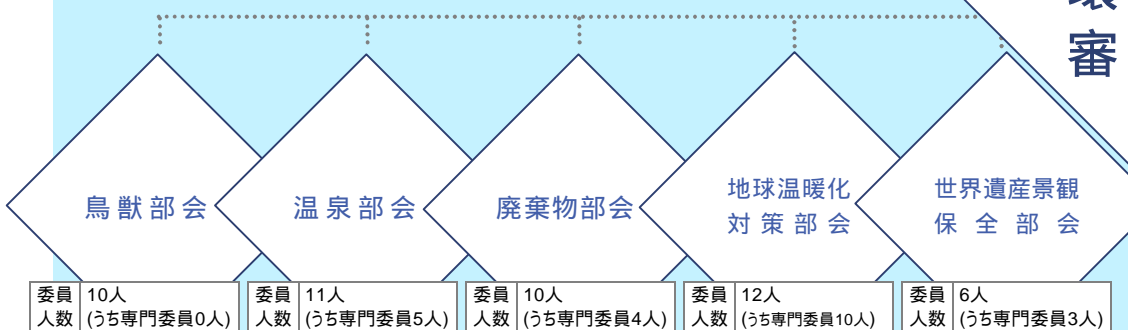 審
鳥獣部会
温泉部会
廃棄物部会
地球温暖化
対策部会
世界遺産景観
保全部会
委員人数 10人(うち専門委員0人)
委員人数 11人(うち専門委員5人)
委員人数 10人(うち専門委員4人)
委員人数 12人(うち専門委員10人)
委員人数 6人(うち専門委員3人)